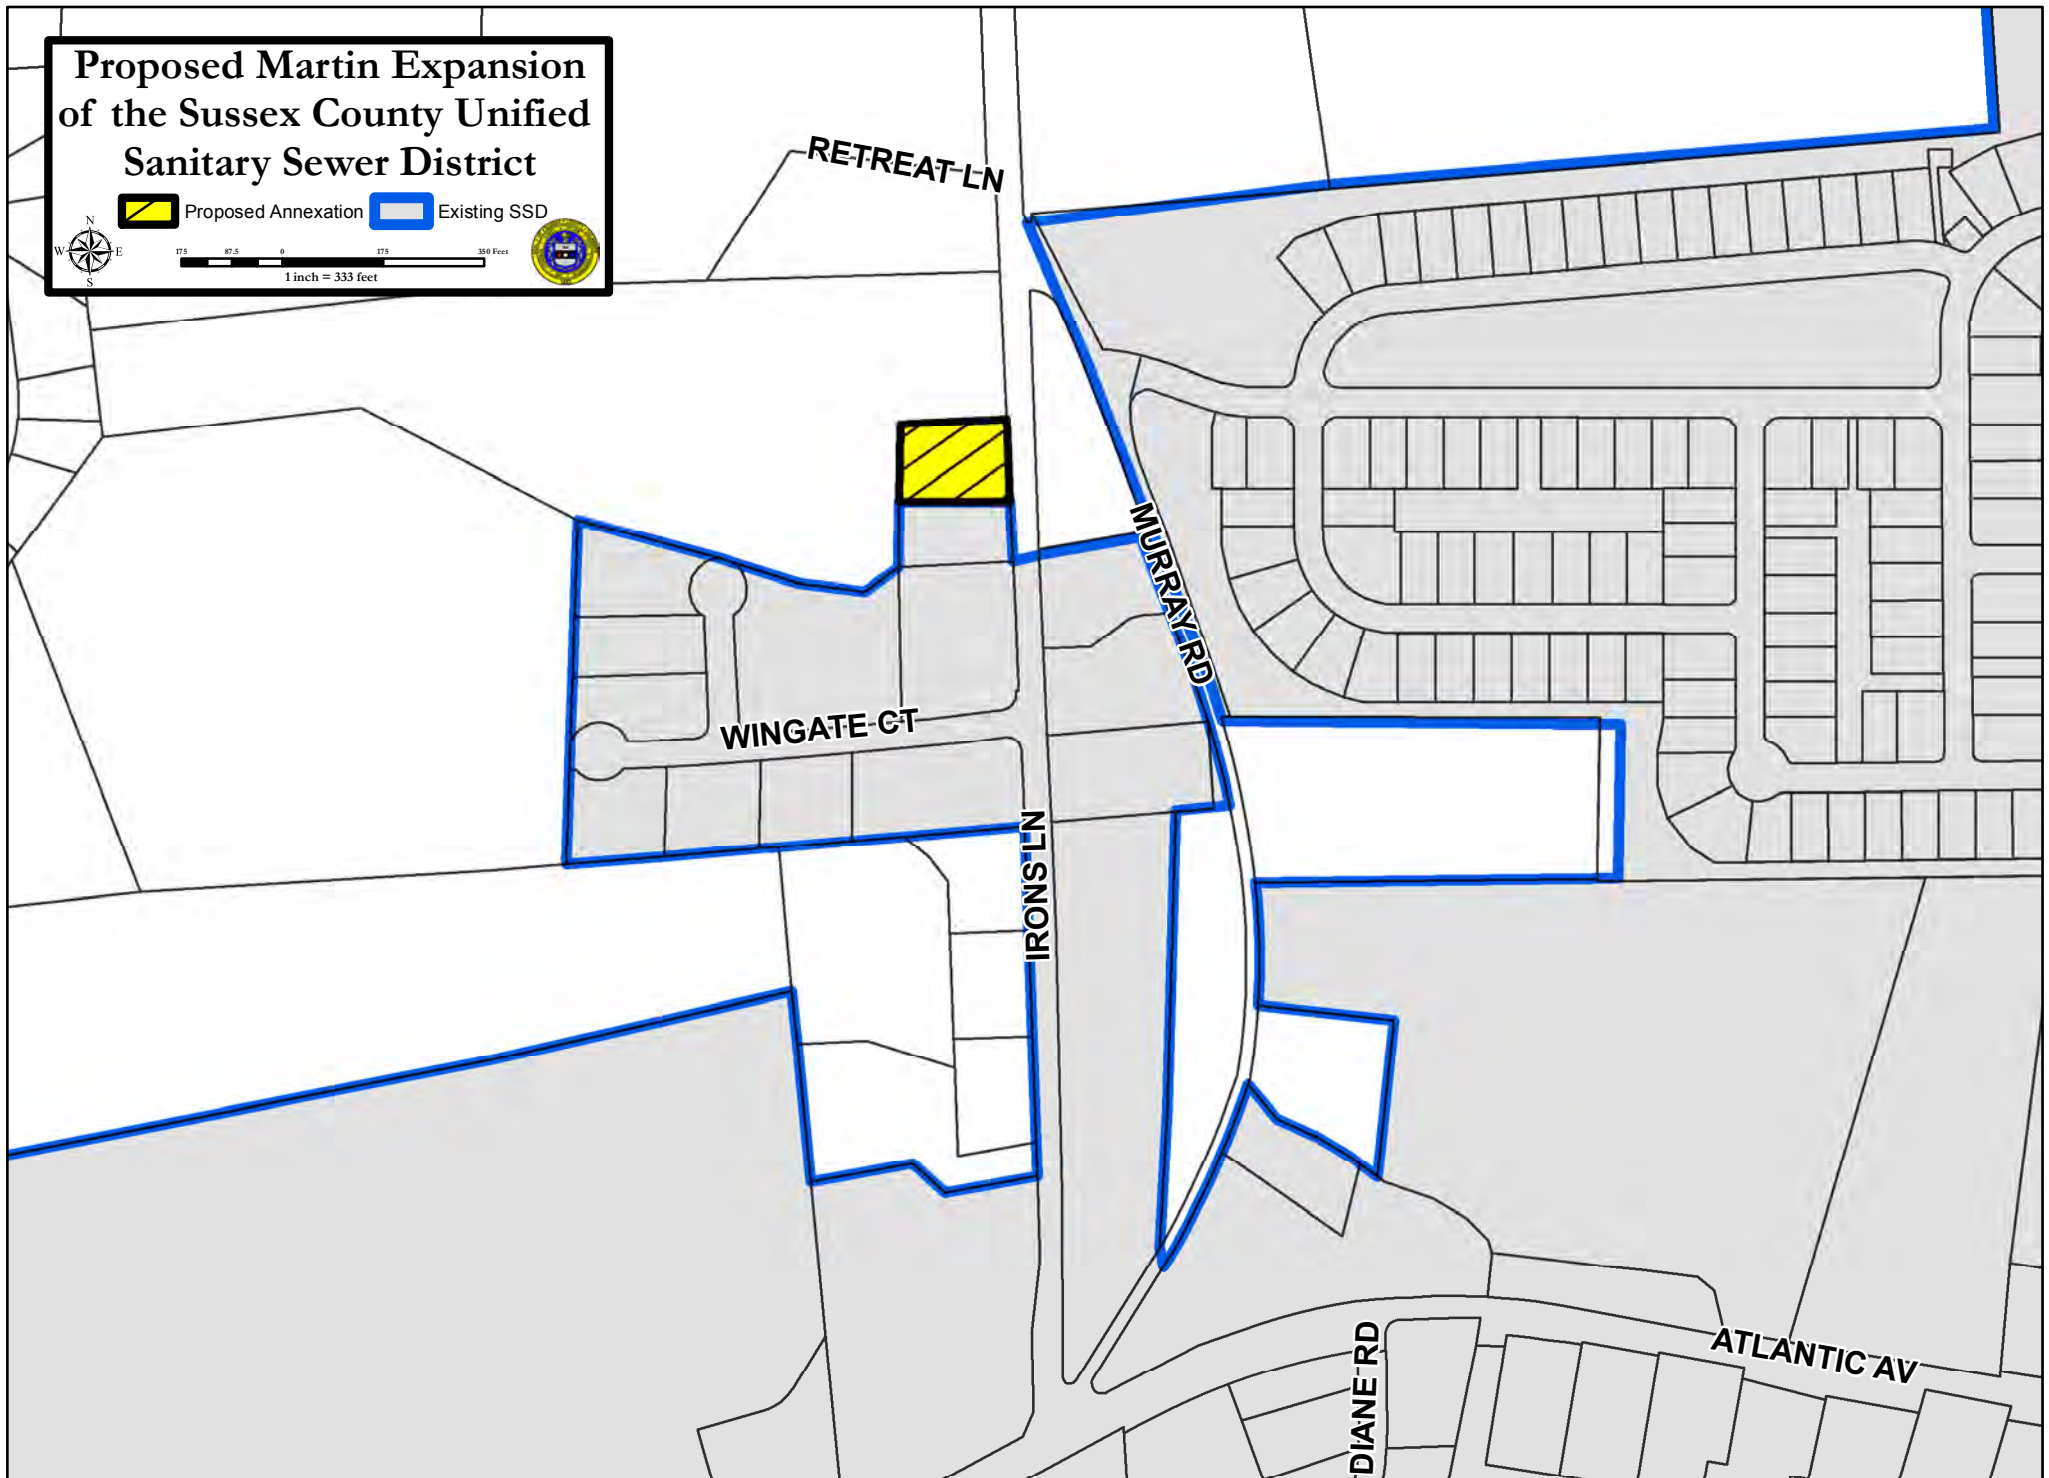 Proposed Martin Expansion
of the Sussex County Unified
Sanitary Sewer District
Proposed Annexation
Existing SSD
N
W
E
S
175 87.5 0 175 350 Feet
1 inch = 333 feet
RETREAT LN
MURRAY RD
WINGATE CT
IRONS LN
ATLANTIC AV
DIANE RD